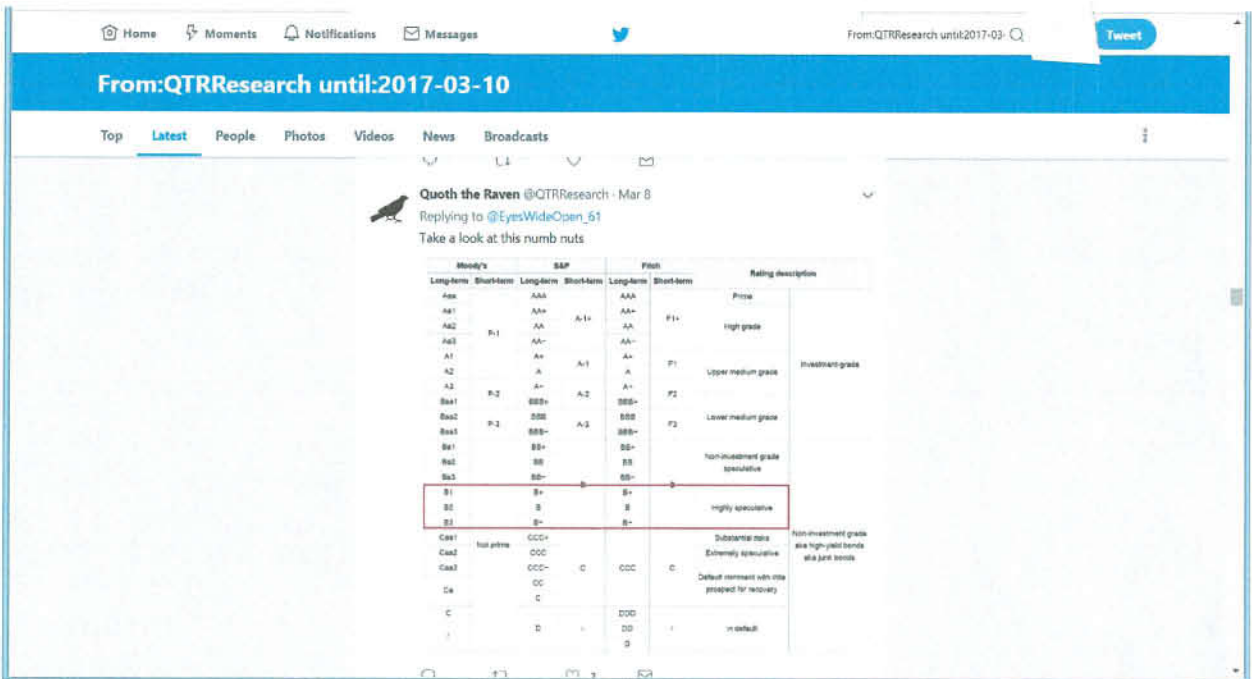 Home Moments Notifications Messages From:QTRResearch until:2017-03- Tweet
From:QTRResearch until:2017-03-10
Top Latest People Photos Videos News Broadcasts
Quoth the Raven @QTRResearch · Mar 8
Replying to @EyesWideOpen_61
Take a look at this numb nuts
Moody's S&P Fitch Rating description
Long-term Short-term Long-term Short-term Long-term Short-term
Aaa AAA AAA Prime
Aa1 AA+ AA+
A-1+ F1+
Aa2 AA AA High grade
P-1
Aa3 AA- AA-
A1 A+ A+
A-1 F1 Investment grade
A2 A A Upper medium grade
A3 A- A-
P-2 A-2 F2
Baa1 BBB+ BBB+
Baa2 BBB BBB Lower medium grade
P-3 A-3 F3
Baa3 BBB- BBB-
Ba1 BB+ BB+
Non-investment grade
Ba2 BB BB
speculative
Ba3 BB- BB-
B B
B1 B+ B+
B2 B B Highly speculative
B3 B- B-
Caa1 CCC+ Substantial risks Non-investment grade
Not prime
Caa2 CCC Extremely speculative aka high-yield bonds
aka junk bonds
Caa3 CCC- C CCC C
Default imminent with little
Ca CC prospect for recovery
C
C DDD
/ D / DD / In default
D